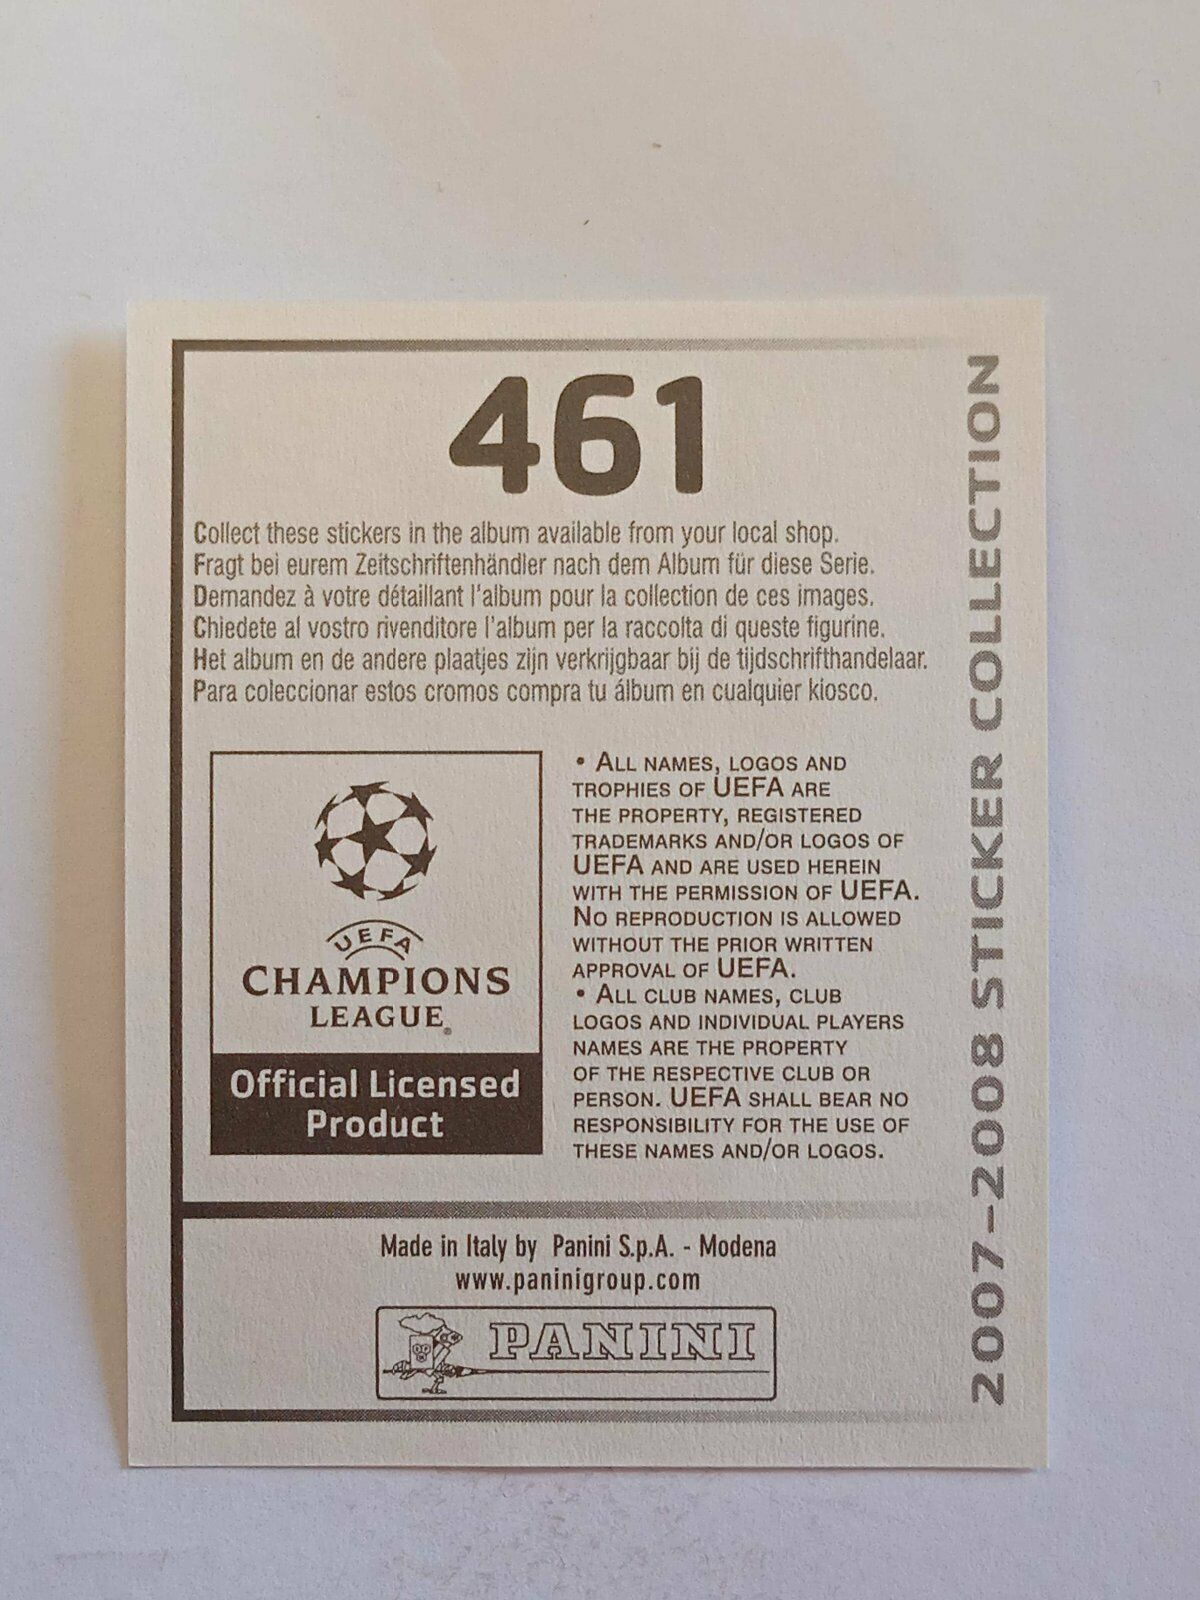 461
Collect these stickers in the album available from your local shop.
Fragt bei eurem Zeitschriftenhändler nach dem Album für diese Serie.
Demandez à votre détaillant l'album pour la collection de ces images.
Chiedete al vostro rivenditore l'album per la raccolta di queste figurine.
Het album en de andere plaatjes zijn verkrijgbaar bij de tijdschrifthandelaar.
Para coleccionar estos cromos compra tu álbum en cualquier kiosco.
UEFA
CHAMPIONS
LEAGUE®
Official Licensed
Product
• ALL NAMES, LOGOS AND
TROPHIES OF UEFA ARE
THE PROPERTY, REGISTERED
TRADEMARKS AND/OR LOGOS OF
UEFA AND ARE USED HEREIN
WITH THE PERMISSION OF UEFA.
NO REPRODUCTION IS ALLOWED
WITHOUT THE PRIOR WRITTEN
APPROVAL OF UEFA.
• ALL CLUB NAMES, CLUB
LOGOS AND INDIVIDUAL PLAYERS
NAMES ARE THE PROPERTY
OF THE RESPECTIVE CLUB OR
PERSON. UEFA SHALL BEAR NO
RESPONSIBILITY FOR THE USE OF
THESE NAMES AND/OR LOGOS.
Made in Italy by Panini S.p.A. - Modena
www.paninigroup.com
PANINI
2007-2008 STICKER COLLECTION